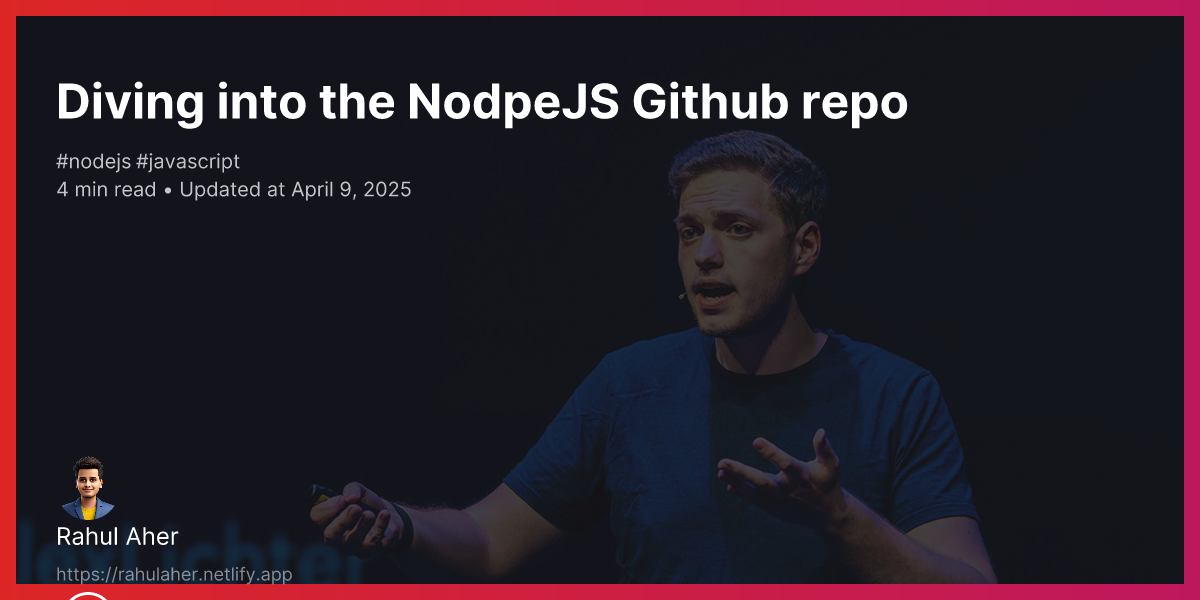 Diving into the NodpeJS Github repo
#nodejs #javascript
4 min read • Updated at April 9, 2025
Rahul Aher
https://rahulaher.netlify.app